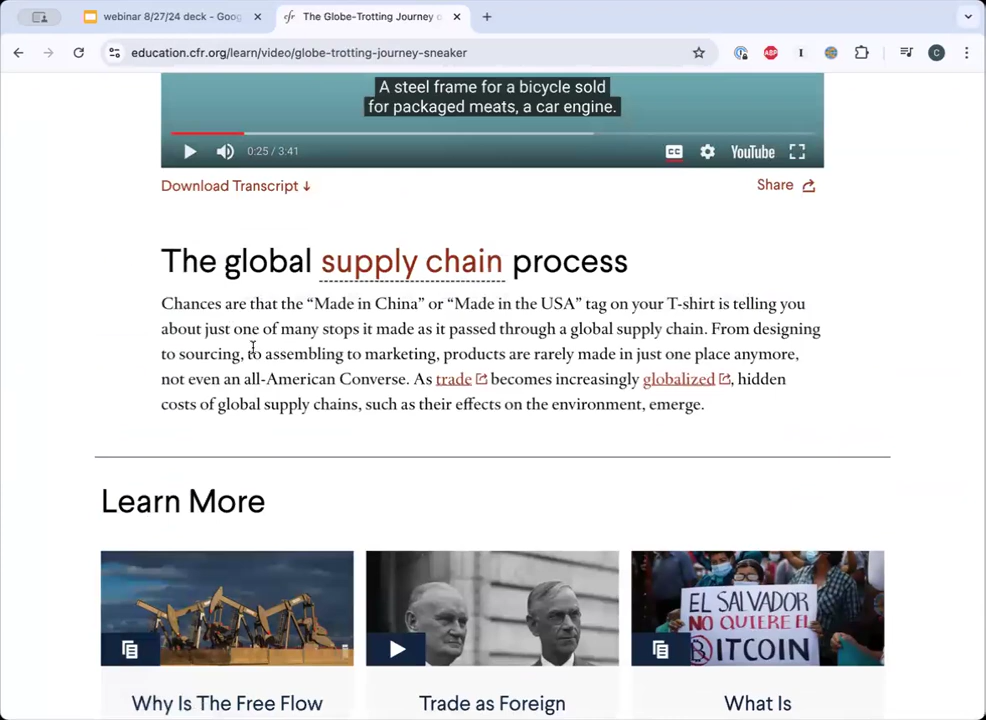 webinar 8/27/24 deck - Goog
cfr
The Globe-Trotting Journey o
education.cfr.org/learn/video/globe-trotting-journey-sneaker
ABP
C
A steel frame for a bicycle sold
for packaged meats, a car engine.
0:25 / 3:41
CC
YouTube
Download Transcript ↓
Share
The global supply chain process
Chances are that the “Made in China” or “Made in the USA” tag on your T-shirt is telling you
about just one of many stops it made as it passed through a global supply chain. From designing
to sourcing, to assembling to marketing, products are rarely made in just one place anymore,
not even an all-American Converse. As trade becomes increasingly globalized, hidden
costs of global supply chains, such as their effects on the environment, emerge.
Learn More
EL SALVADOR
NO QUIERE EL
BITCOIN
Why Is The Free Flow
Trade as Foreign
What Is